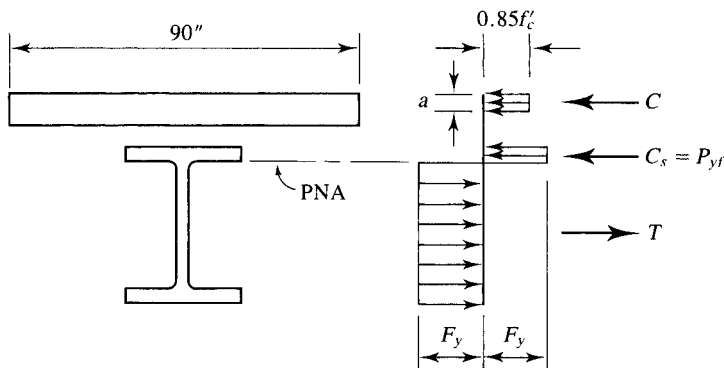 90"
0.85f′c
a
C
Cs = Pyf
PNA
T
Fy
Fy